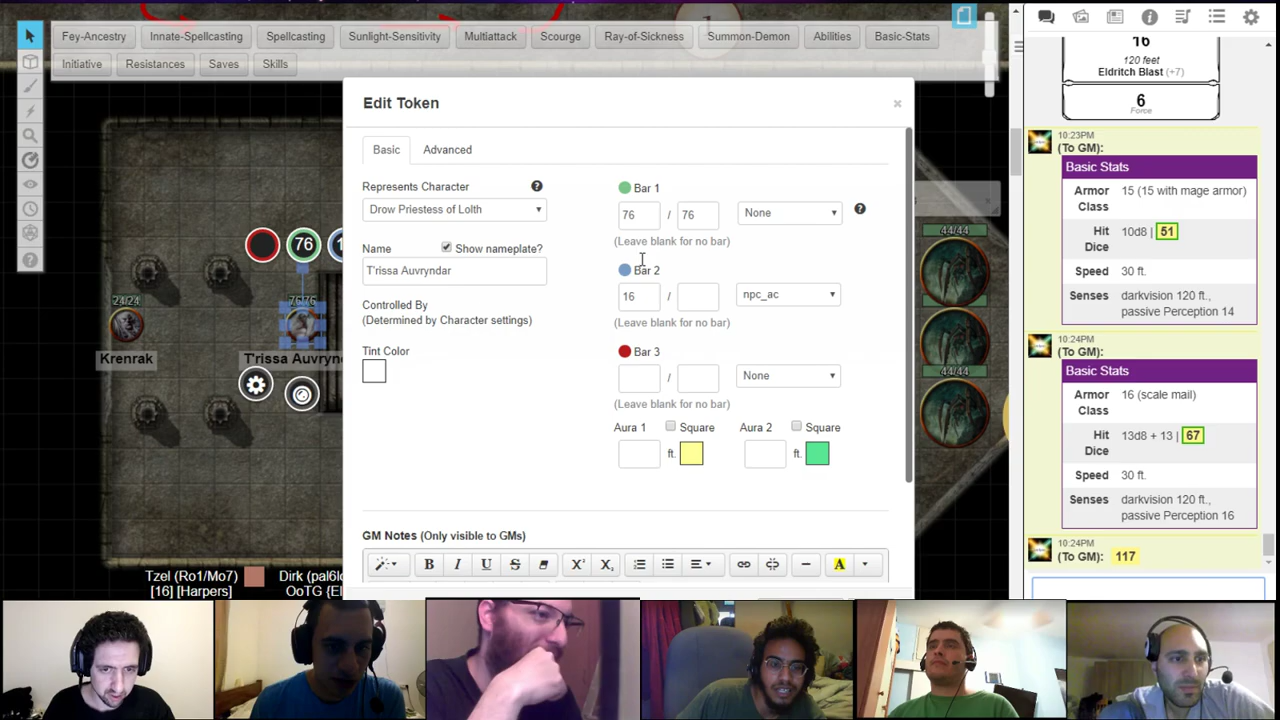 Fey-Ancestry Innate-Spellcasting Spellcasting Sunlight-Sensitivity Multiattack Scourge Ray-of-Sickness Summon-Demon Abilities Basic-Stats
Initiative Resistances Saves Skills
Edit Token ×
Basic Advanced
Represents Character ?
Drow Priestess of Lolth
Name Show nameplate?
T'rissa Auvryndar
Controlled By
(Determined by Character settings)
Tint Color
Bar 1
76 / 76 None ?
(Leave blank for no bar)
Bar 2
16 / npc_ac
(Leave blank for no bar)
Bar 3
/ None
(Leave blank for no bar)
Aura 1 Square Aura 2 Square
ft. ft.
GM Notes (Only visible to GMs)
B I U S X² X₂ A
76
24/24
76/76
Krenrak
T'rissa Auvrynd
44/44
44/44
Tzel (Ro1/Mo7)
[16] [Harpers]
16
120 feet
Eldritch Blast (+7)
6
Force
10:23PM
(To GM):
Basic Stats
Armor Class 15 (15 with mage armor)
Hit Dice 10d8 | 51
Speed 30 ft.
Senses darkvision 120 ft., passive Perception 14
10:24PM
(To GM):
Basic Stats
Armor Class 16 (scale mail)
Hit Dice 13d8 + 13 | 67
Speed 30 ft.
Senses darkvision 120 ft., passive Perception 16
10:24PM
(To GM): 117